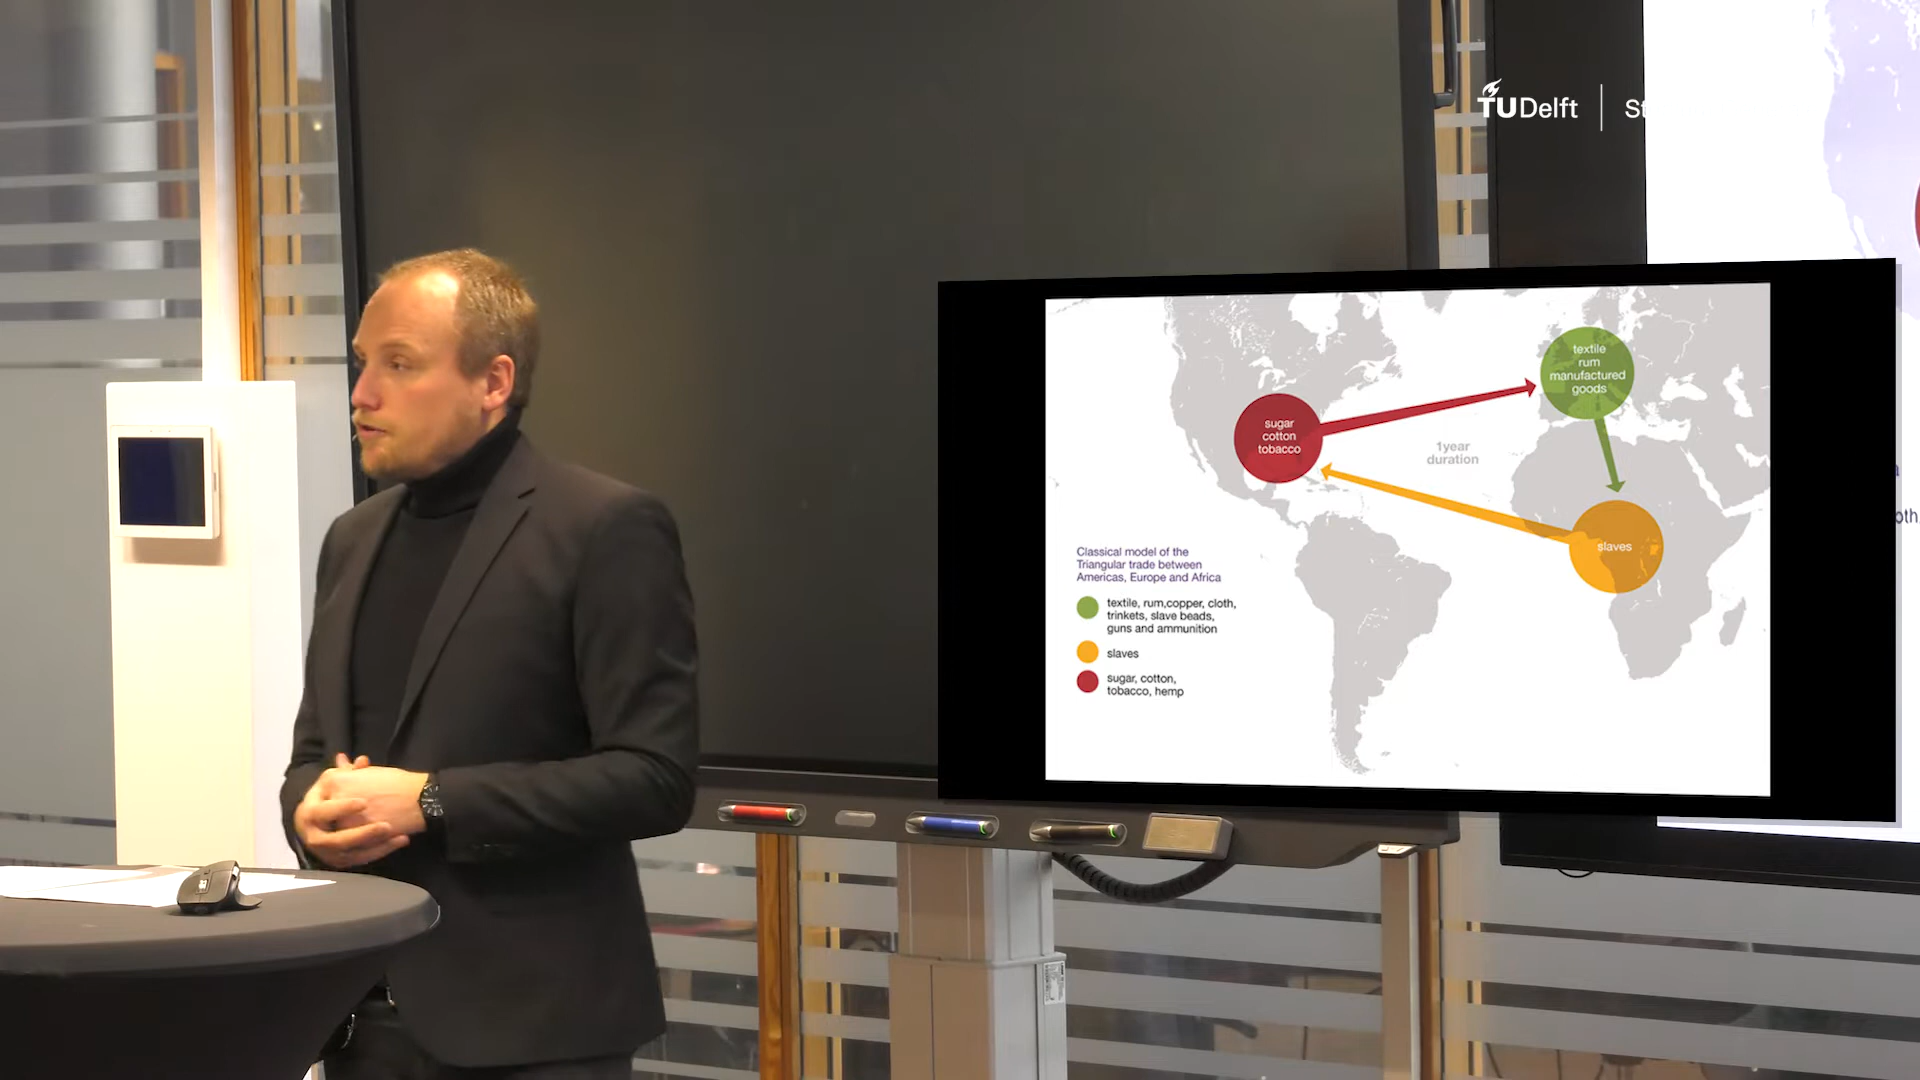 TUDelft
textile
rum
manufactured
goods
sugar
cotton
tobacco
1year
duration
slaves
Classical model of the
Triangular trade between
Americas, Europe and Africa
textile, rum,copper, cloth,
trinkets, slave beads,
guns and ammunition
slaves
sugar, cotton,
tobacco, hemp